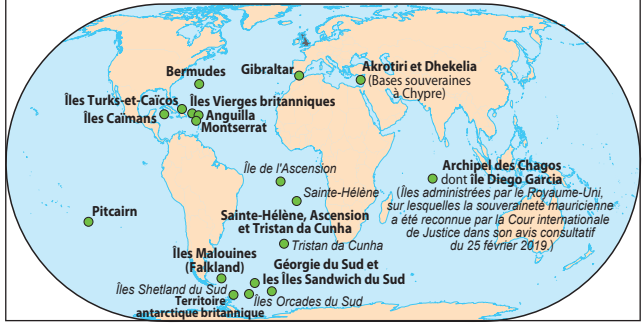 Bermudes
Gibraltar
Akrotiri et Dhekelia
(Bases souveraines
à Chypre)
Îles Turks-et-Caïcos
Îles Vierges britanniques
Îles Caïmans
Anguilla
Montserrat
Île de l'Ascension
Sainte-Hélène
Archipel des Chagos
dont île Diego Garcia
(Îles administrées par le Royaume-Uni,
sur lesquelles la souveraineté mauricienne
a été reconnue par la Cour internationale
de Justice dans son avis consultatif
du 25 février 2019.)
Pitcairn
Sainte-Hélène, Ascension
et Tristan da Cunha
Tristan da Cunha
Îles Malouines
(Falkland)
Géorgie du Sud et
les Îles Sandwich du Sud
Îles Shetland du Sud
Îles Orcades du Sud
Territoire
antarctique britannique